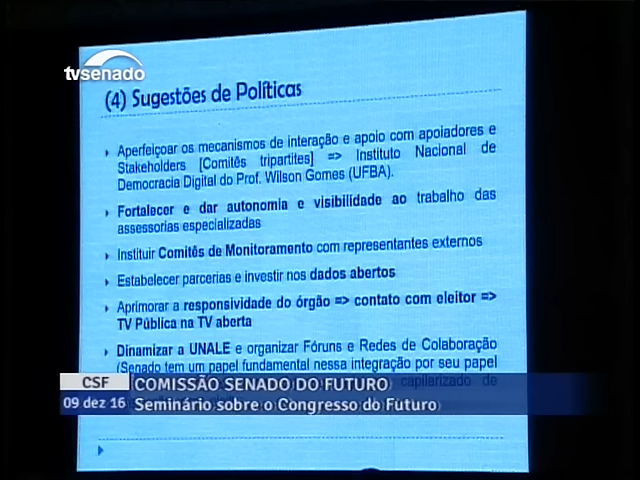 tvsenado
(4) Sugestões de Políticas
Aperfeiçoar os mecanismos de interação e apoio com apoiadores e
Stakeholders [Comitês tripartites] => Instituto Nacional de
Democracia Digital do Prof. Wilson Gomes (UFBA).
Fortalecer e dar autonomia e visibilidade ao trabalho das
assessorias especializadas
Instituir Comitês de Monitoramento com representantes externos
Estabelecer parcerias e investir nos dados abertos
Aprimorar a responsividade do órgão => contato com eleitor =>
TV Pública na TV aberta
Dinamizar a UNALE e organizar Fóruns e Redes de Colaboração
(Senado tem um papel fundamental nessa integração por seu papel
capilarizado de
CSF COMISSÃO SENADO DO FUTURO
09 dez 16 Seminário sobre o Congresso do Futuro